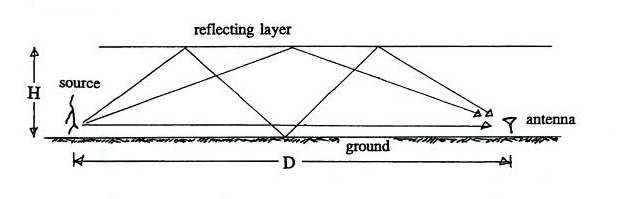 reflecting layer
source
H
antenna
ground
D